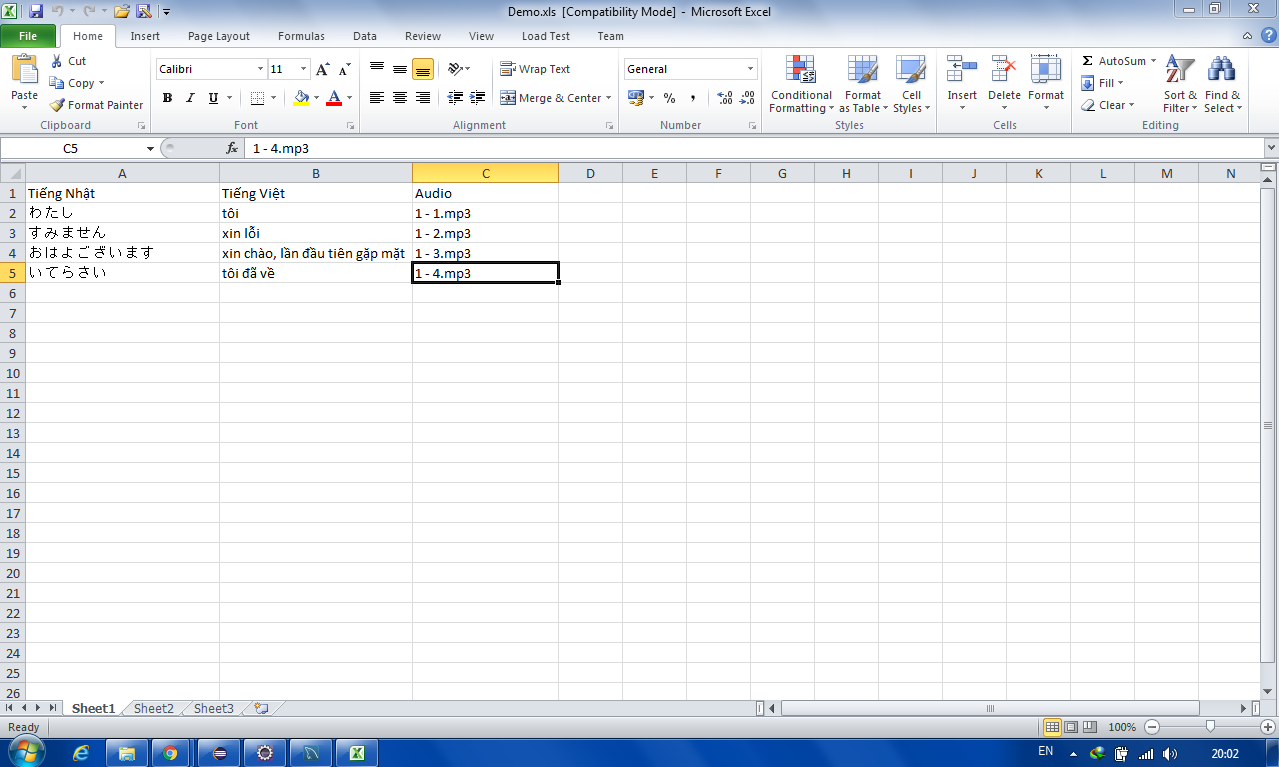 Demo.xls [Compatibility Mode] - Microsoft Excel
File Home Insert Page Layout Formulas Data Review View Load Test Team
Paste
Cut
Copy
Format Painter
Clipboard
Calibri 11
B I U
A A
A
Font
Wrap Text
Merge & Center
Alignment
General
% ,
Number
Conditional Formatting
Format as Table
Cell Styles
Styles
Insert
Delete
Format
Cells
Σ AutoSum
Fill
Clear
Sort & Filter
Find & Select
Editing
C5 fx 1 - 4.mp3
A B C D E F G H I J K L M N
1 Tiếng Nhật Tiếng Việt Audio
2 わたし tôi 1 - 1.mp3
3 すみません xin lỗi 1 - 2.mp3
4 おはよございます xin chào, lần đầu tiên gặp mặt 1 - 3.mp3
5 いてらさい tôi đã về 1 - 4.mp3
6
7
8
9
10
11
12
13
14
15
16
17
18
19
20
21
22
23
24
25
26
Sheet1 Sheet2 Sheet3
Ready 100%
EN 20:02